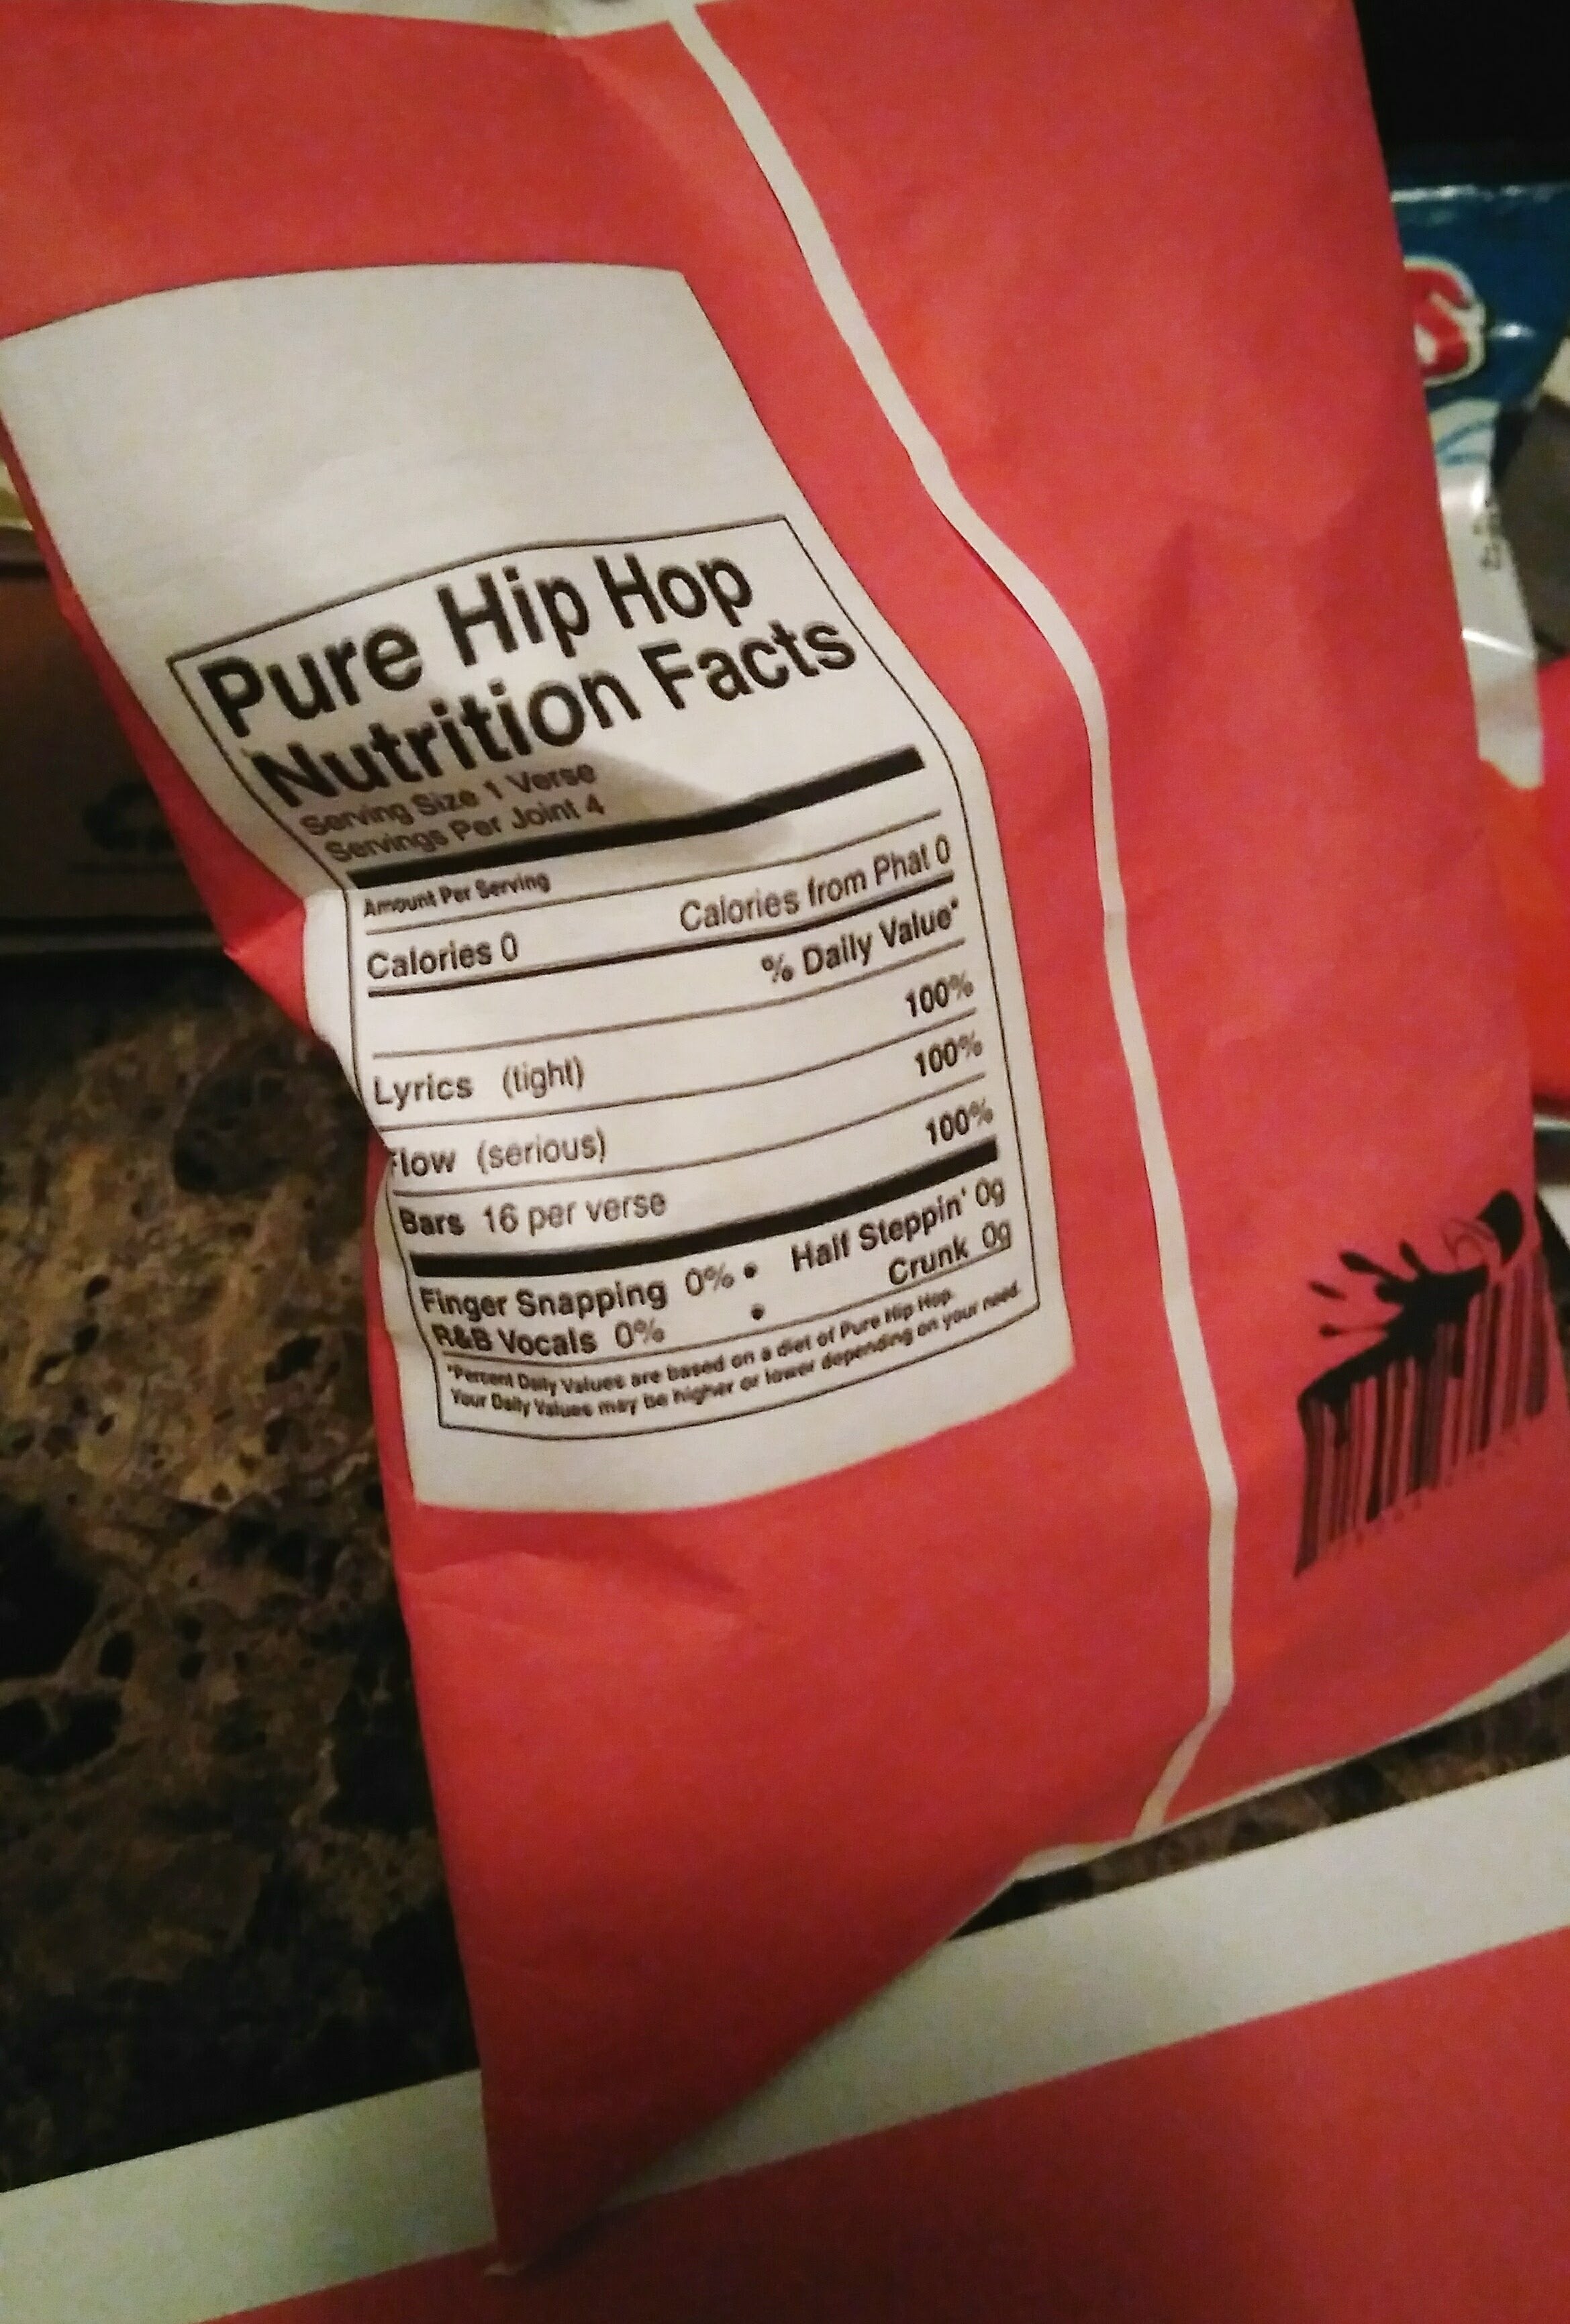 Pure Hip Hop
Nutrition Facts
Serving Size 1 Verse
Servings Per Joint 4
Amount Per Serving
Calories 0 Calories from Phat 0
% Daily Value*
Lyrics (tight) 100%
Flow (serious) 100%
Bars 16 per verse 100%
Finger Snapping 0% • Half Steppin' 0g
R&B Vocals 0% • Crunk 0g
*Percent Daily Values are based on a diet of Pure Hip Hop.
Your Daily Values may be higher or lower depending on your need.